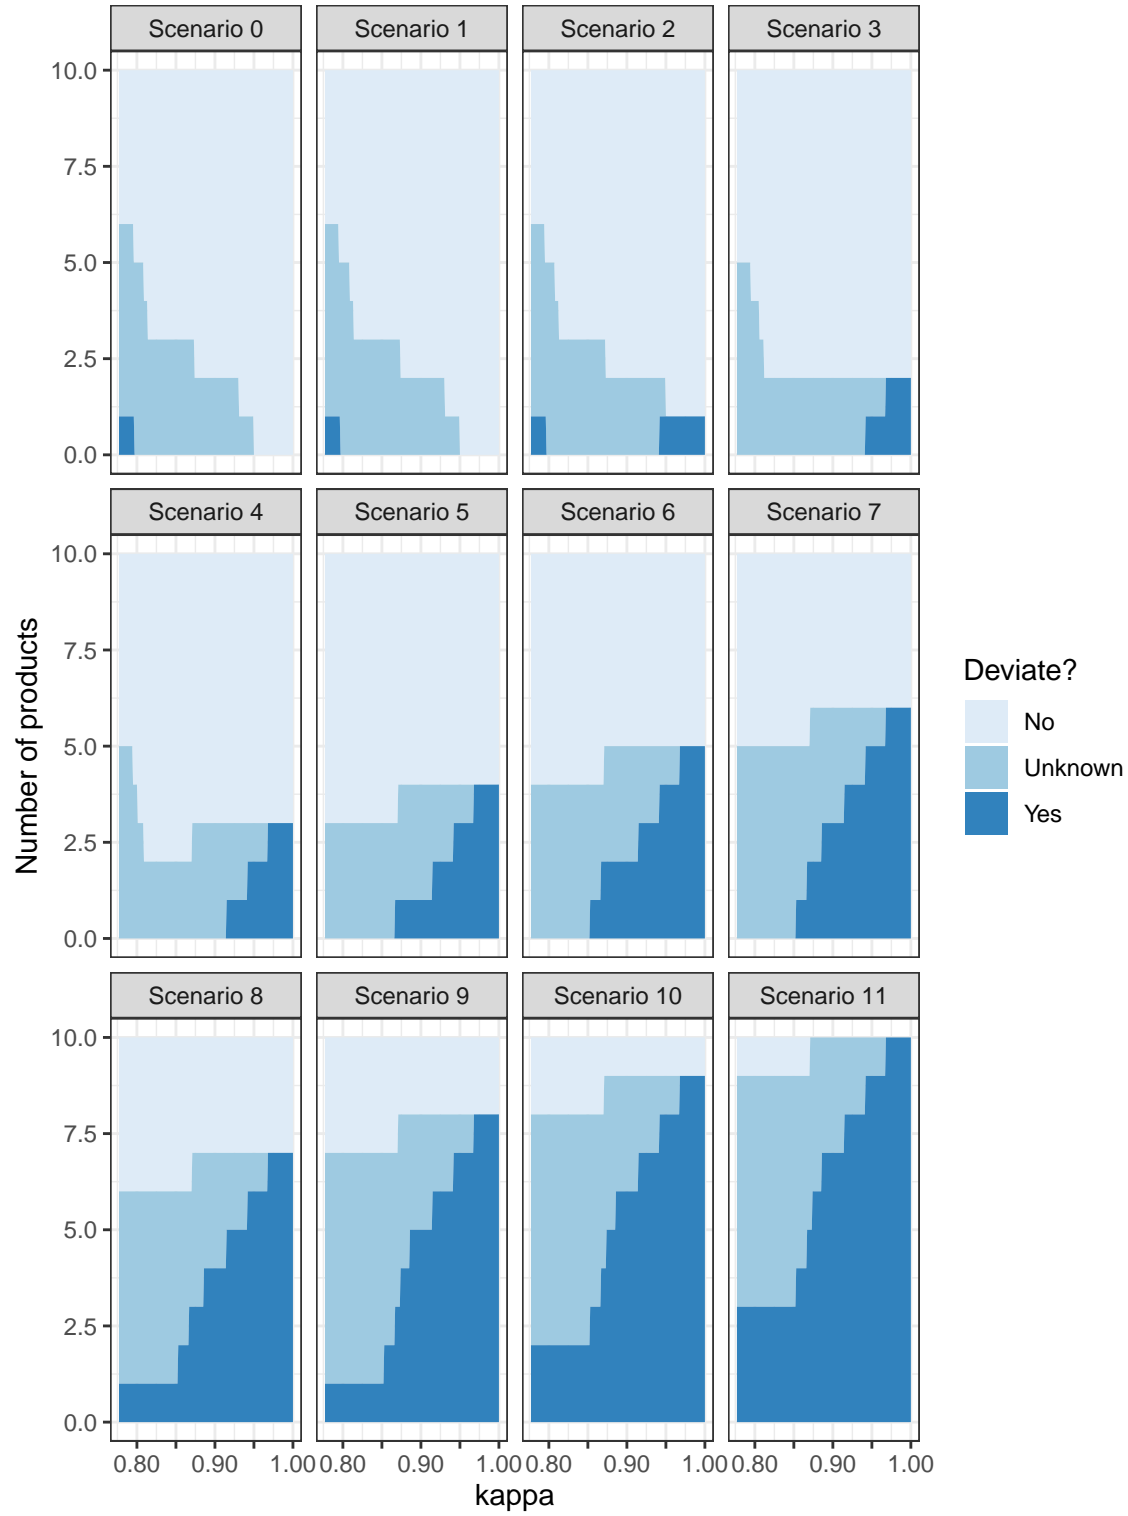 Scenario 0 Scenario 1 Scenario 2 Scenario 3
10.0
7.5
5.0
2.5
0.0
Scenario 4 Scenario 5 Scenario 6 Scenario 7
10.0
7.5
5.0
2.5
0.0
Number of products
Deviate?
No
Unknown
Yes
Scenario 8 Scenario 9 Scenario 10 Scenario 11
10.0
7.5
5.0
2.5
0.0
0.80 0.90 1.00 0.80 0.90 1.00 0.80 0.90 1.00 0.80 0.90 1.00
kappa